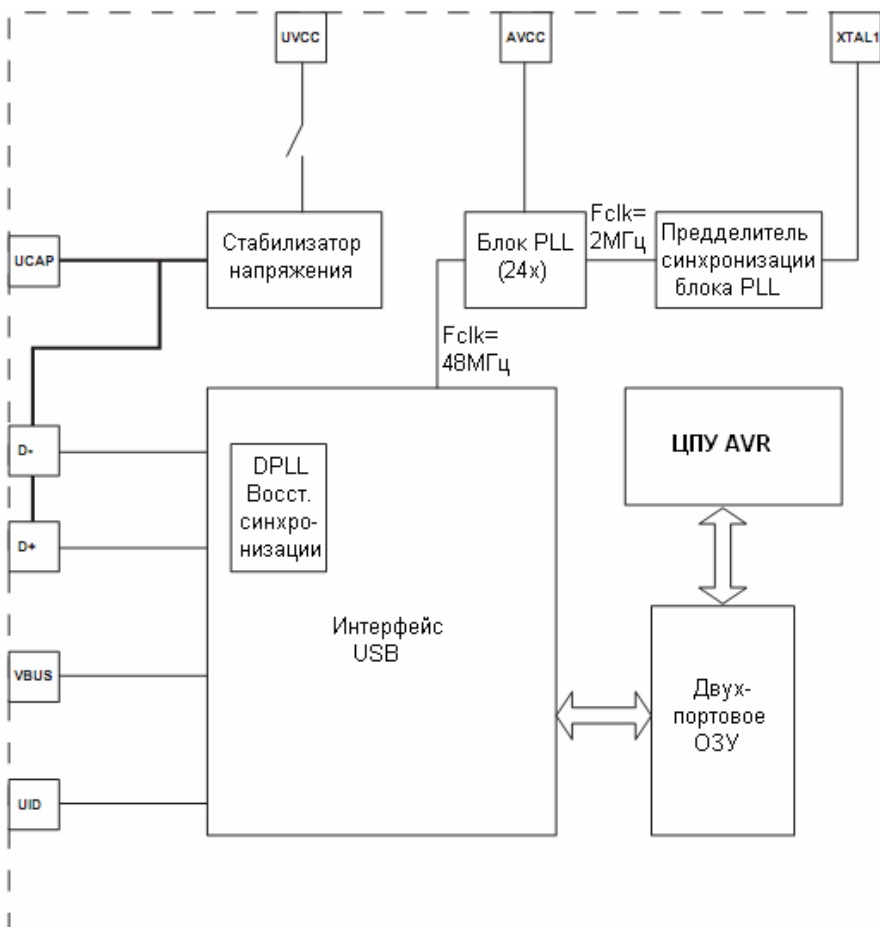 UVCC
AVCC
XTAL1
Стабилизатор
напряжения
UCAP
Блок PLL
(24x)
Fclk=
2МГц
Предделитель
синхронизации
блока PLL
Fclk=
48МГц
ЦПУ AVR
D-
DPLL
Восст.
синхро-
низации
D+
Интерфейс
USB
VBUS
Двух-
портовое
ОЗУ
UID